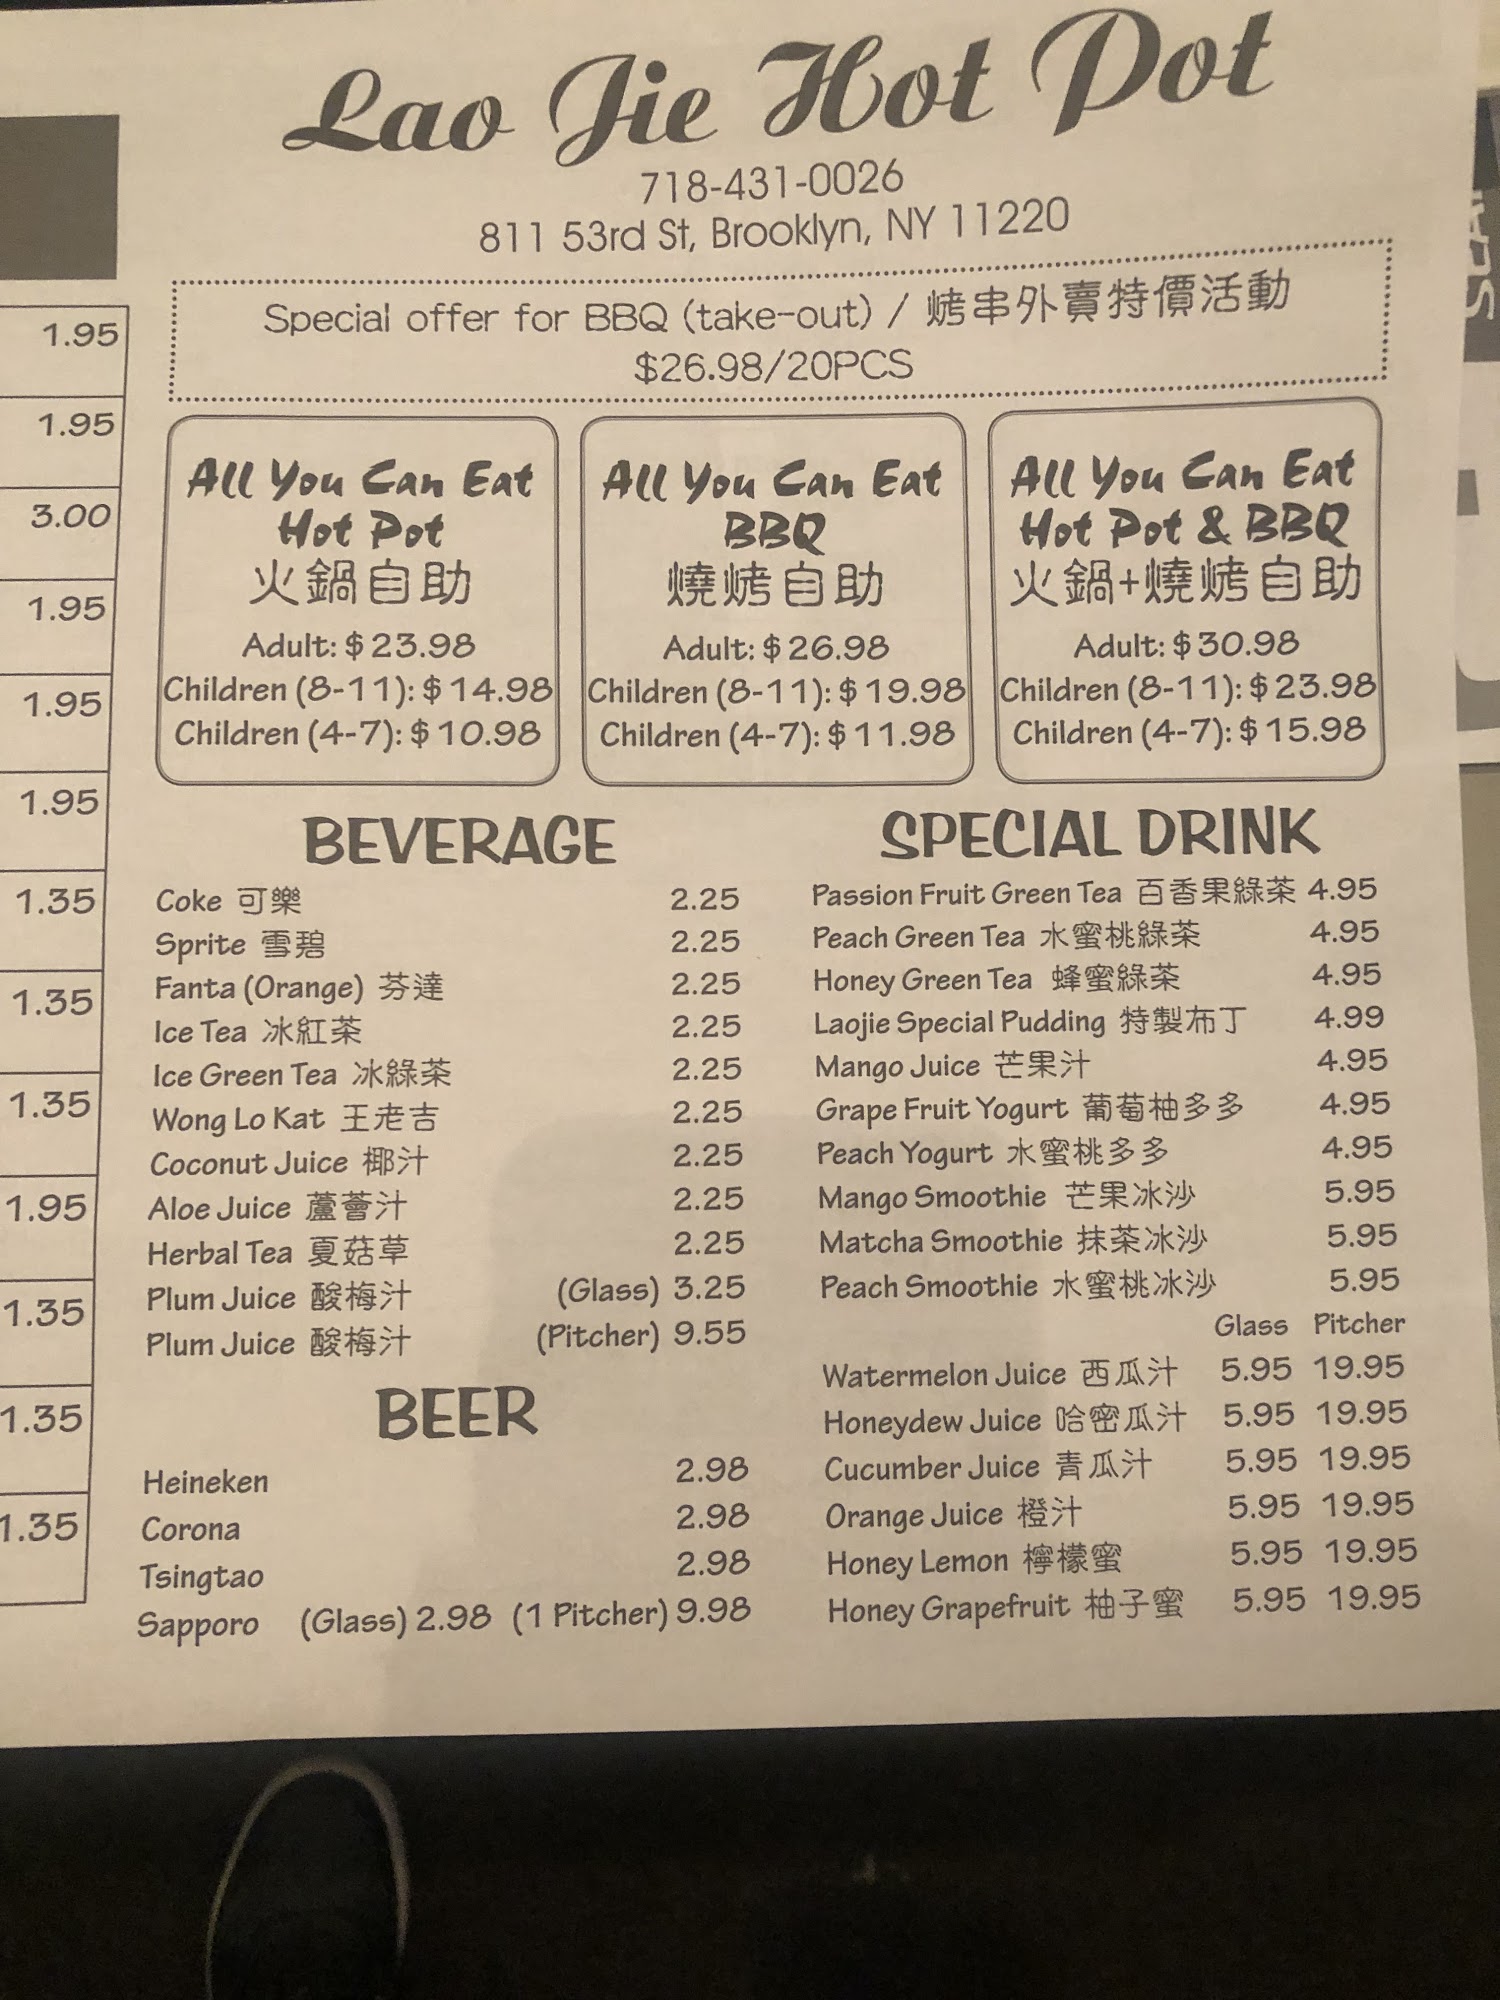 Lao Jie Hot Pot
718-431-0026
811 53rd St, Brooklyn, NY 11220
Special offer for BBQ (take-out) / 烤串外賣特價活動
$26.98/20PCS
All You Can Eat
Hot Pot
火鍋自助
Adult: $23.98
Children (8-11): $14.98
Children (4-7): $10.98
All You Can Eat
BBQ
燒烤自助
Adult: $26.98
Children (8-11): $19.98
Children (4-7): $11.98
All You Can Eat
Hot Pot & BBQ
火鍋+燒烤自助
Adult: $30.98
Children (8-11): $23.98
Children (4-7): $15.98
1.95
1.95
3.00
1.95
1.95
1.95
1.35
1.35
1.35
1.95
1.35
1.35
1.35
BEVERAGE
Coke 可樂 2.25
Sprite 雪碧 2.25
Fanta (Orange) 芬達 2.25
Ice Tea 冰紅茶 2.25
Ice Green Tea 冰綠茶 2.25
Wong Lo Kat 王老吉 2.25
Coconut Juice 椰汁 2.25
Aloe Juice 蘆薈汁 2.25
Herbal Tea 夏菇草 2.25
Plum Juice 酸梅汁 (Glass) 3.25
Plum Juice 酸梅汁 (Pitcher) 9.55
BEER
Heineken 2.98
Corona 2.98
Tsingtao 2.98
Sapporo (Glass) 2.98 (1 Pitcher) 9.98
SPECIAL DRINK
Passion Fruit Green Tea 百香果綠茶 4.95
Peach Green Tea 水蜜桃綠茶 4.95
Honey Green Tea 蜂蜜綠茶 4.95
Laojie Special Pudding 特製布丁 4.99
Mango Juice 芒果汁 4.95
Grape Fruit Yogurt 葡萄柚多多 4.95
Peach Yogurt 水蜜桃多多 4.95
Mango Smoothie 芒果冰沙 5.95
Matcha Smoothie 抹茶冰沙 5.95
Peach Smoothie 水蜜桃冰沙 5.95
Glass Pitcher
Watermelon Juice 西瓜汁 5.95 19.95
Honeydew Juice 哈密瓜汁 5.95 19.95
Cucumber Juice 青瓜汁 5.95 19.95
Orange Juice 橙汁 5.95 19.95
Honey Lemon 檸檬蜜 5.95 19.95
Honey Grapefruit 柚子蜜 5.95 19.95